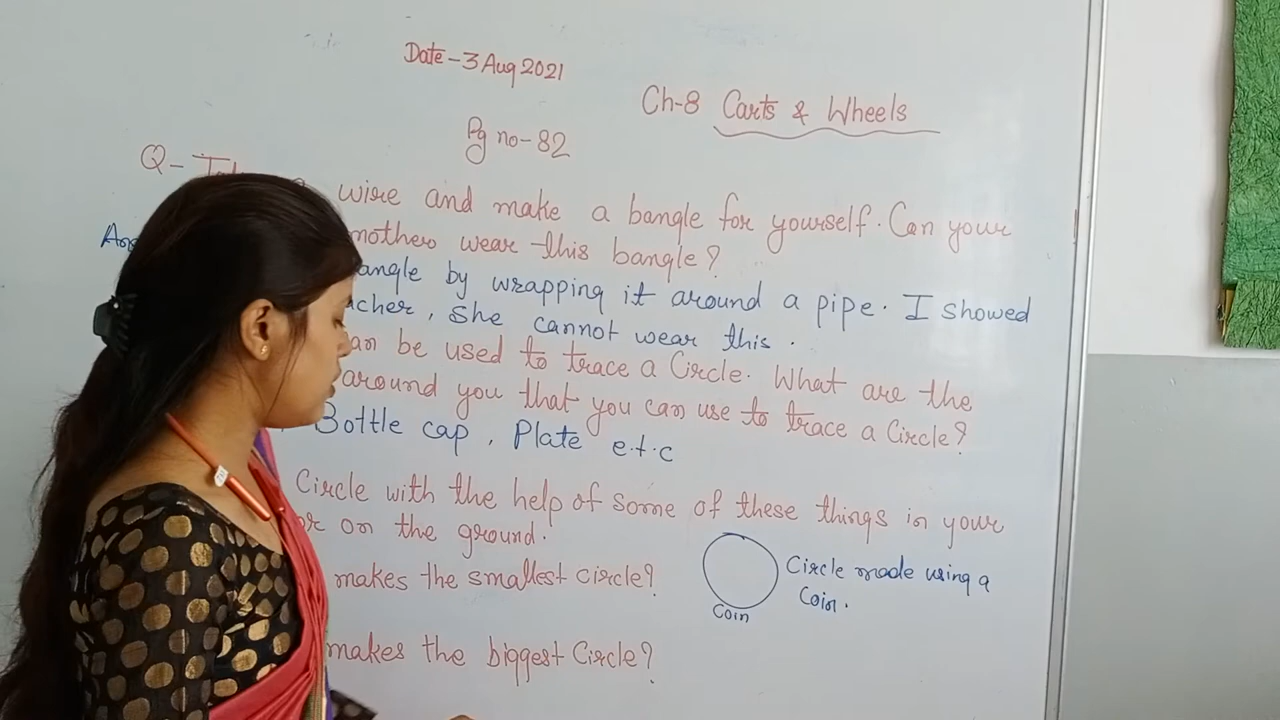 Date - 3 Aug 2021
Ch-8 Carts & Wheels
Pg no - 82
Q- wire and make a bangle for yourself. Can your
mother wear this bangle?
angle by wrapping it around a pipe. I showed
cher, She cannot wear this.
an be used to trace a Circle. What are the
around you that you can use to trace a Circle?
Bottle cap, Plate e.t.c
Circle with the help of some of these things in your
or on the ground.
makes the smallest circle?
Circle made using a
Coin.
Coin
makes the biggest Circle?